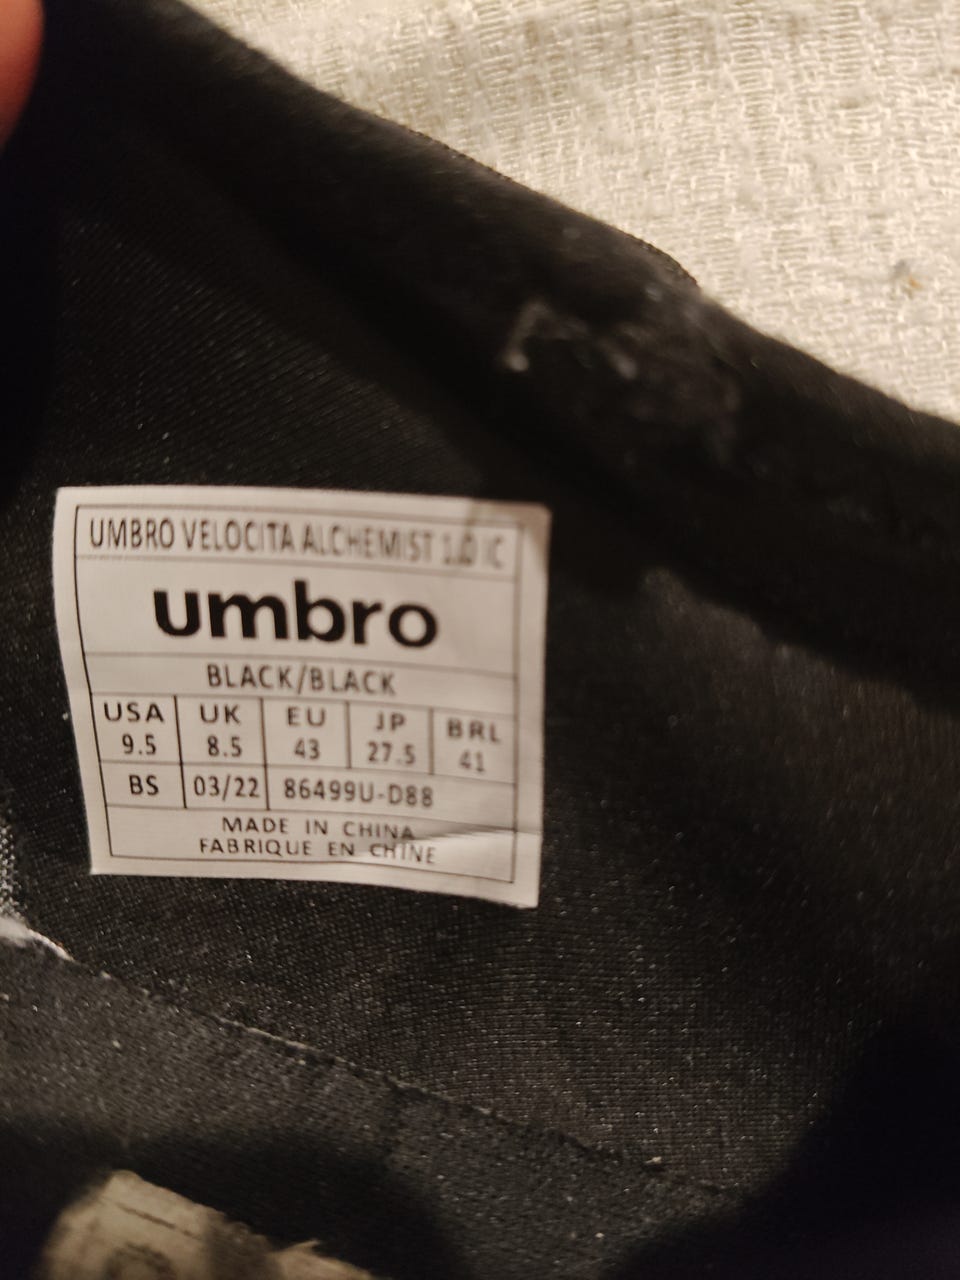 UMBRO VELOCITA ALCHEMIST 1.0 IC
umbro
BLACK/BLACK
USA UK EU JP BRL
9.5 8.5 43 27.5 41
BS 03/22 86499U-D88
MADE IN CHINA
FABRIQUE EN CHINE